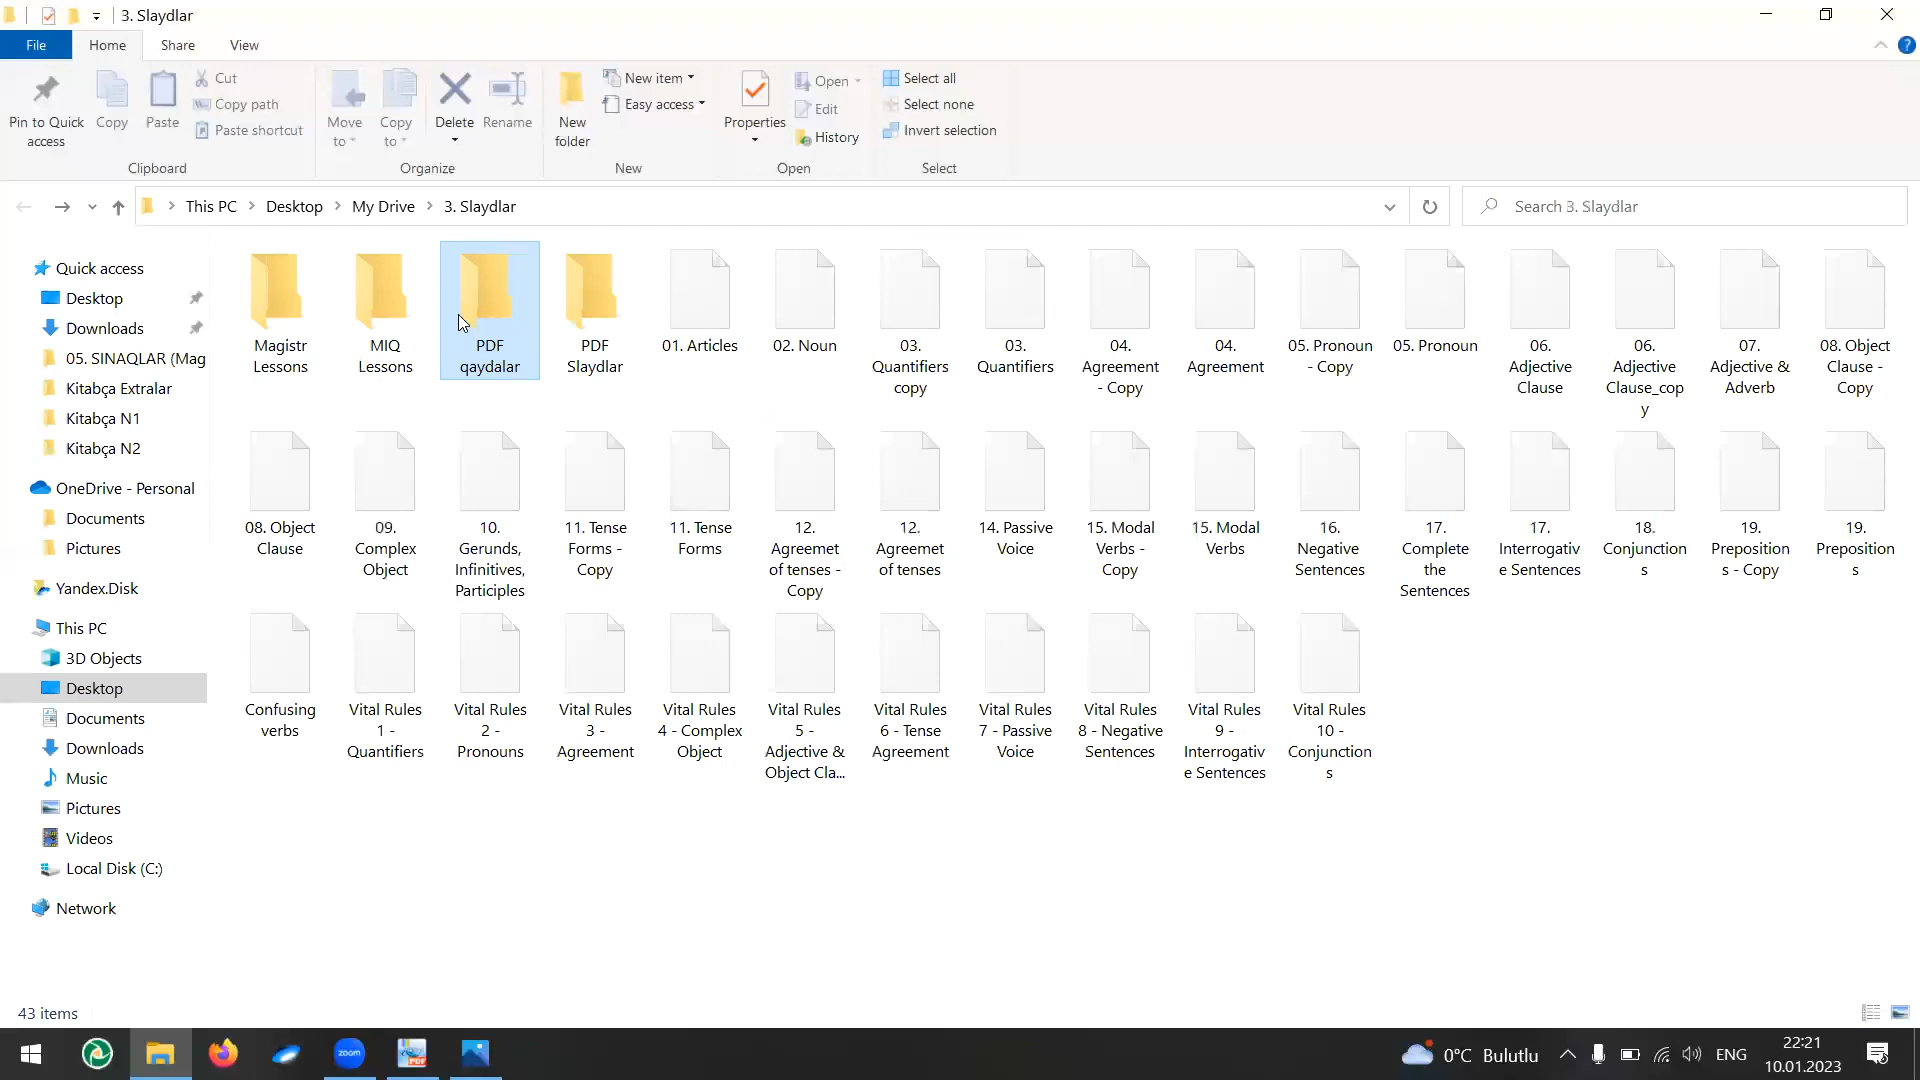 3. Slaydlar
File
Home
Share
View
Pin to Quick access
Copy
Paste
Cut
Copy path
Paste shortcut
Clipboard
Move to
Copy to
Delete
Rename
Organize
New folder
New item
Easy access
New
Properties
Open
Edit
History
Open
Select all
Select none
Invert selection
Select
This PC > Desktop > My Drive > 3. Slaydlar
Search 3. Slaydlar
Quick access
Desktop
Downloads
05. SINAQLAR (Mag
Kitabça Extralar
Kitabça N1
Kitabça N2
OneDrive - Personal
Documents
Pictures
Yandex.Disk
This PC
3D Objects
Desktop
Documents
Downloads
Music
Pictures
Videos
Local Disk (C:)
Network
Magistr
Lessons
MIQ
Lessons
PDF
qaydalar
PDF
Slaydlar
01. Articles
02. Noun
03.
Quantifiers
copy
03.
Quantifiers
04.
Agreement
- Copy
04.
Agreement
05. Pronoun
- Copy
05. Pronoun
06.
Adjective
Clause
06.
Adjective
Clause_cop
y
07.
Adjective &
Adverb
08. Object
Clause -
Copy
08. Object
Clause
09.
Complex
Object
10.
Gerunds,
Infinitives,
Participles
11. Tense
Forms -
Copy
11. Tense
Forms
12.
Agreemet
of tenses -
Copy
12.
Agreemet
of tenses
14. Passive
Voice
15. Modal
Verbs -
Copy
15. Modal
Verbs
16.
Negative
Sentences
17.
Complete
the
Sentences
17.
Interrogativ
e Sentences
18.
Conjunction
s
19.
Preposition
s - Copy
19.
Preposition
s
Confusing
verbs
Vital Rules
1 -
Quantifiers
Vital Rules
2 -
Pronouns
Vital Rules
3 -
Agreement
Vital Rules
4 - Complex
Object
Vital Rules
5 -
Adjective &
Object Cla...
Vital Rules
6 - Tense
Agreement
Vital Rules
7 - Passive
Voice
Vital Rules
8 - Negative
Sentences
Vital Rules
9 -
Interrogativ
e Sentences
Vital Rules
10 -
Conjunction
s
43 items
zoom
PDF
0°C Bulutlu
ENG
22:21
10.01.2023